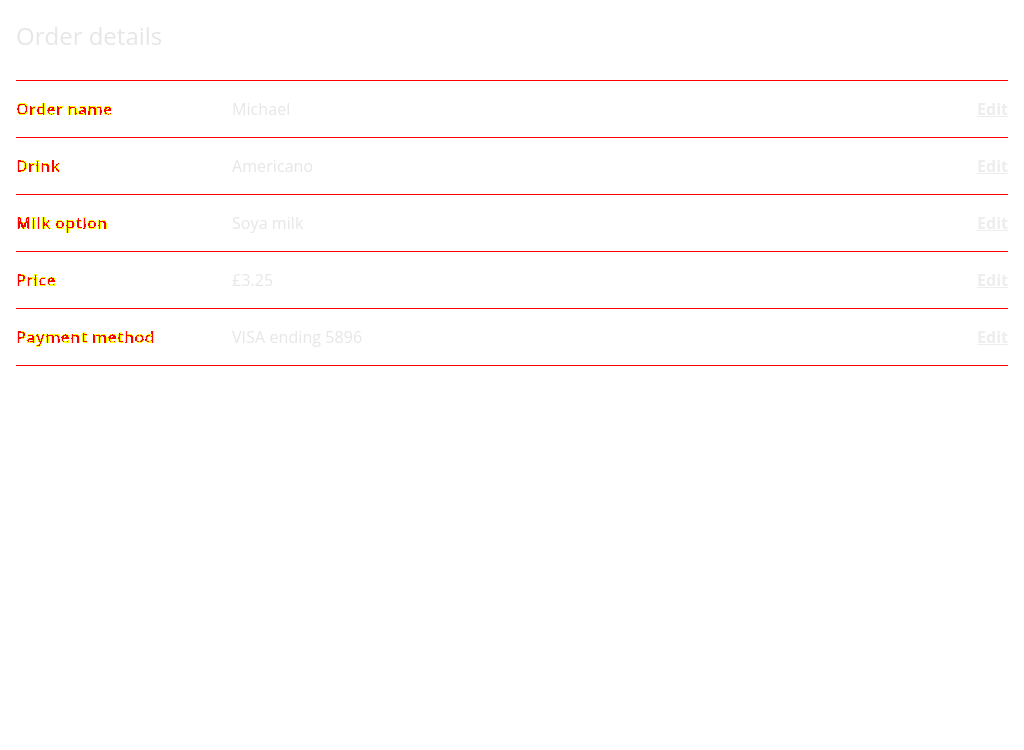 Order details
Order name Michael Edit
Drink Americano Edit
Milk option Soya milk Edit
Price £3.25 Edit
Payment method VISA ending 5896 Edit